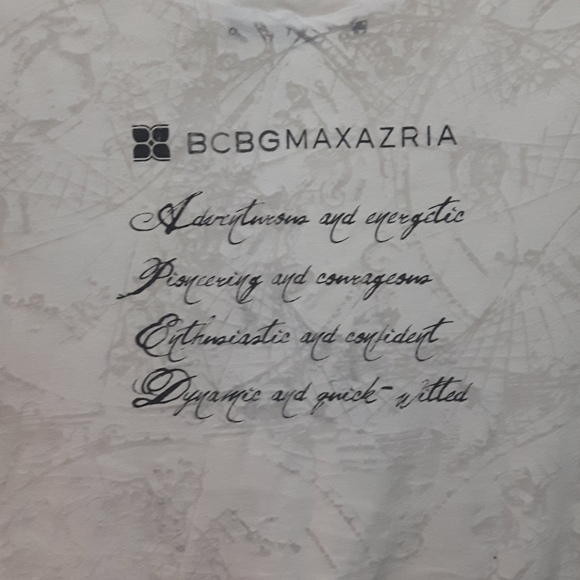 BCBGMAXAZRIA
Adventurous and energetic
Pioneering and courageous
Enthusiastic and confident
Dynamic and quick-witted